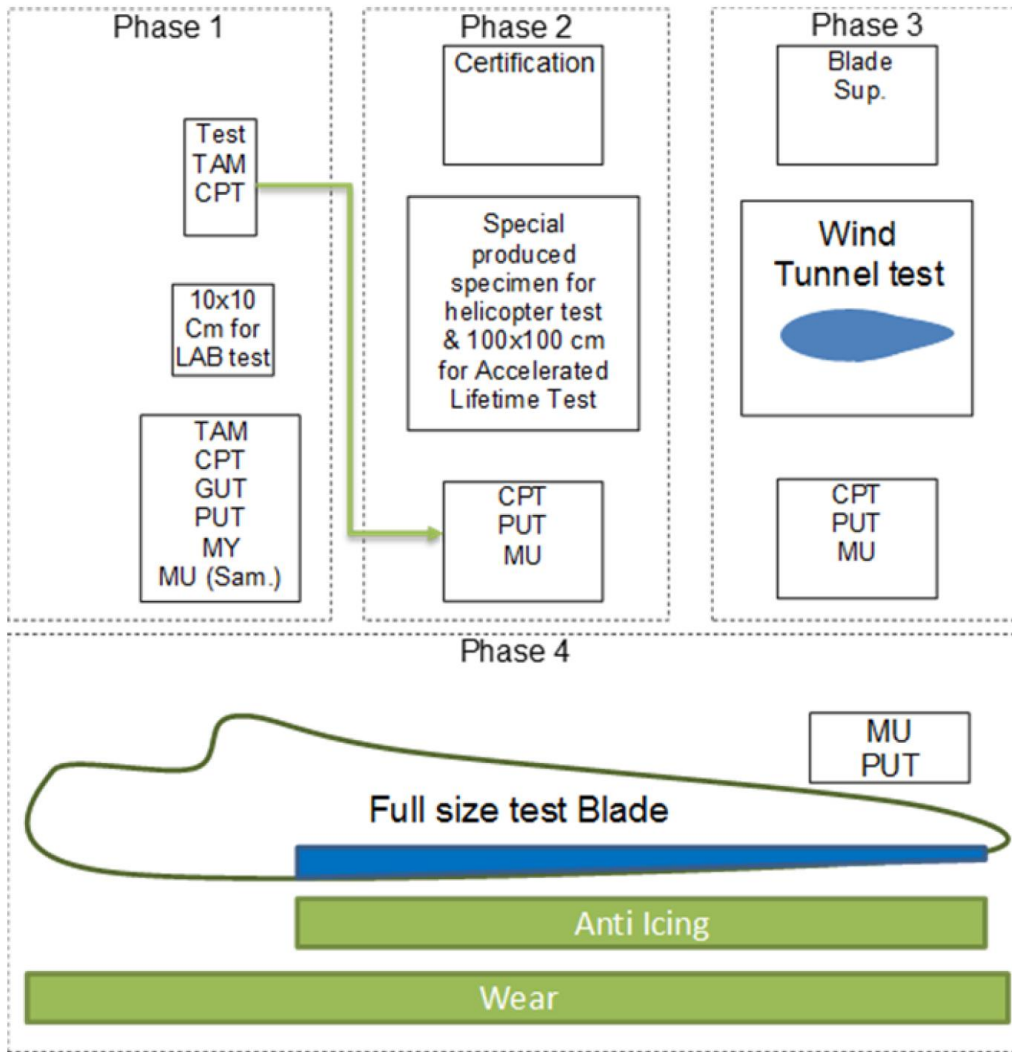 Phase 1
Test
TAM
CPT
10x10
Cm for
LAB test
TAM
CPT
GUT
PUT
MY
MU (Sam.)
Phase 2
Certification
Special
produced
specimen for
helicopter test
& 100x100 cm
for Accelerated
Lifetime Test
CPT
PUT
MU
Phase 3
Blade
Sup.
Wind
Tunnel test
CPT
PUT
MU
Phase 4
MU
PUT
Full size test Blade
Anti Icing
Wear